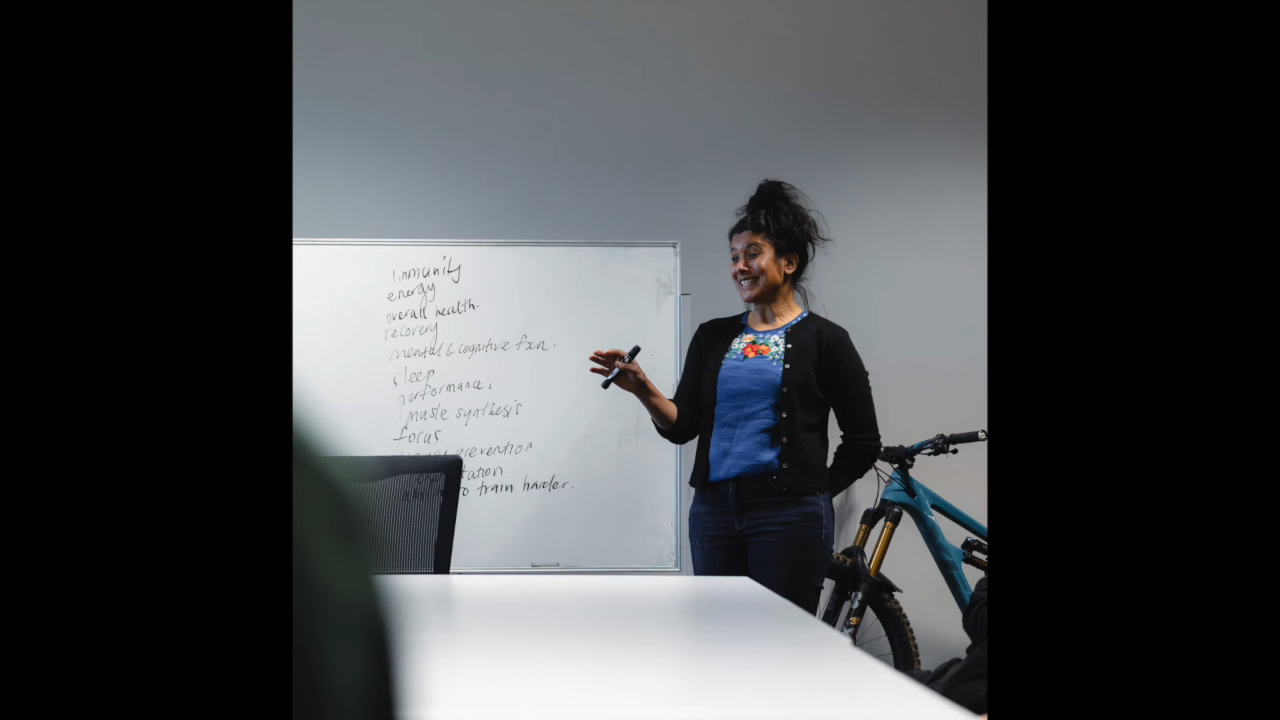 Immunity
energy
overall health.
recovery
mental & cognitive fxn.
sleep
performance.
muscle synthesis
focus
prevention
to train harder.